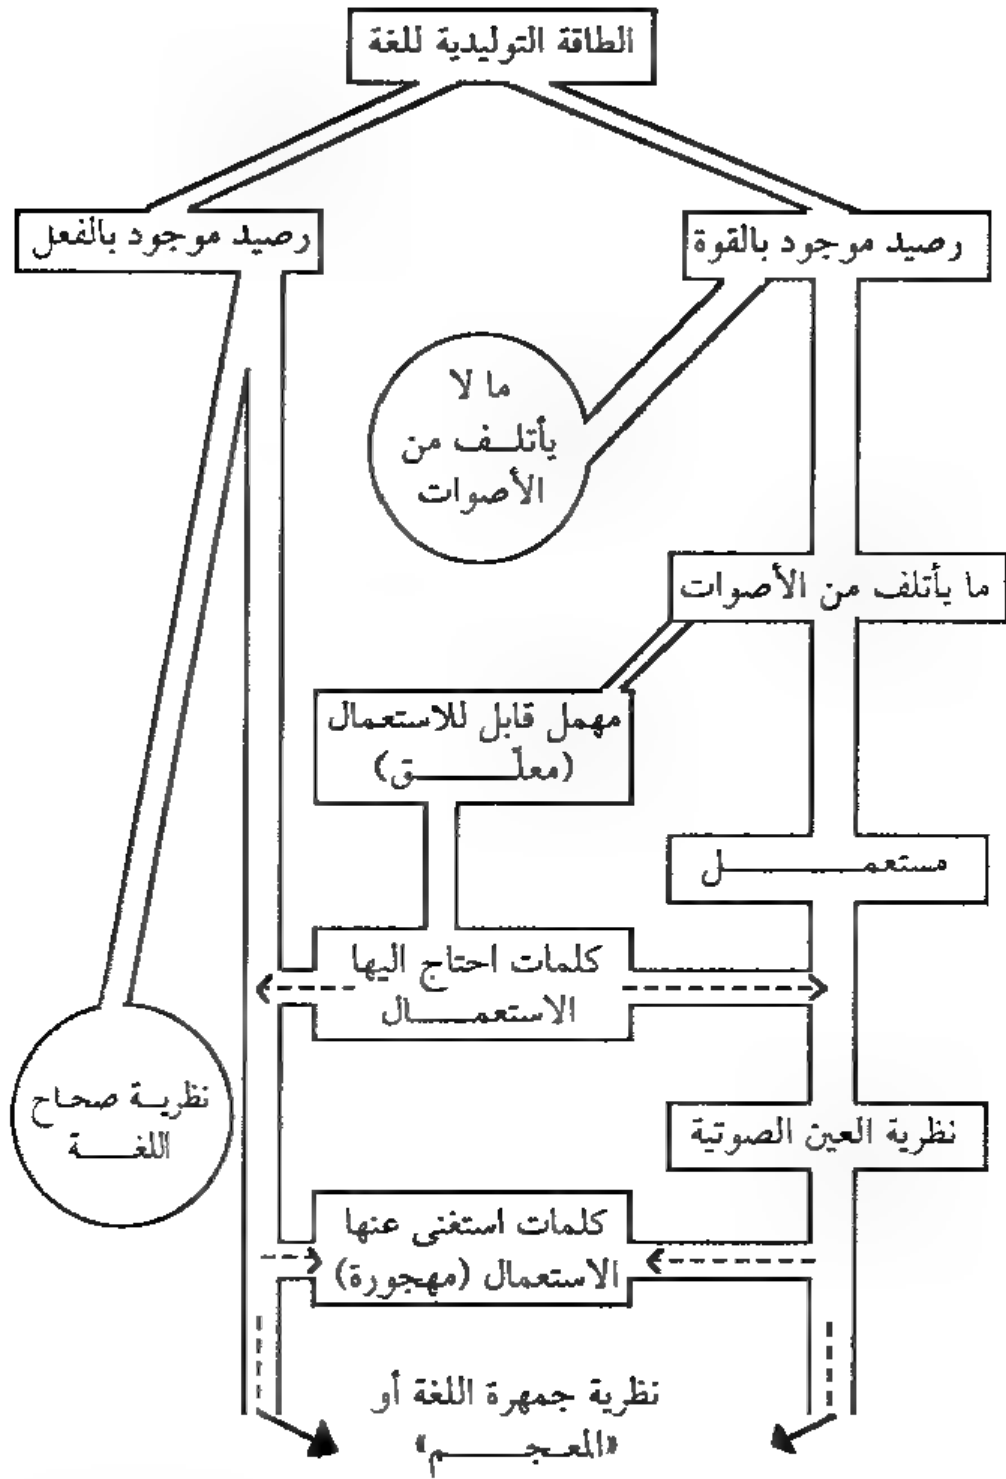 الطاقة التوليدية للغة
رصيد موجود بالقوة
رصيد موجود بالفعل
ما لا
يأتلف من
الأصوات
ما يأتلف من الأصوات
مهمل قابل للاستعمال
(معلّق)
مستعمل
كلمات احتاج اليها
الاستعمال
نظرية صحاح
اللغة
نظرية العين الصوتية
كلمات استغنى عنها
الاستعمال (مهجورة)
نظرية جمهرة اللغة أو
«المعجم»